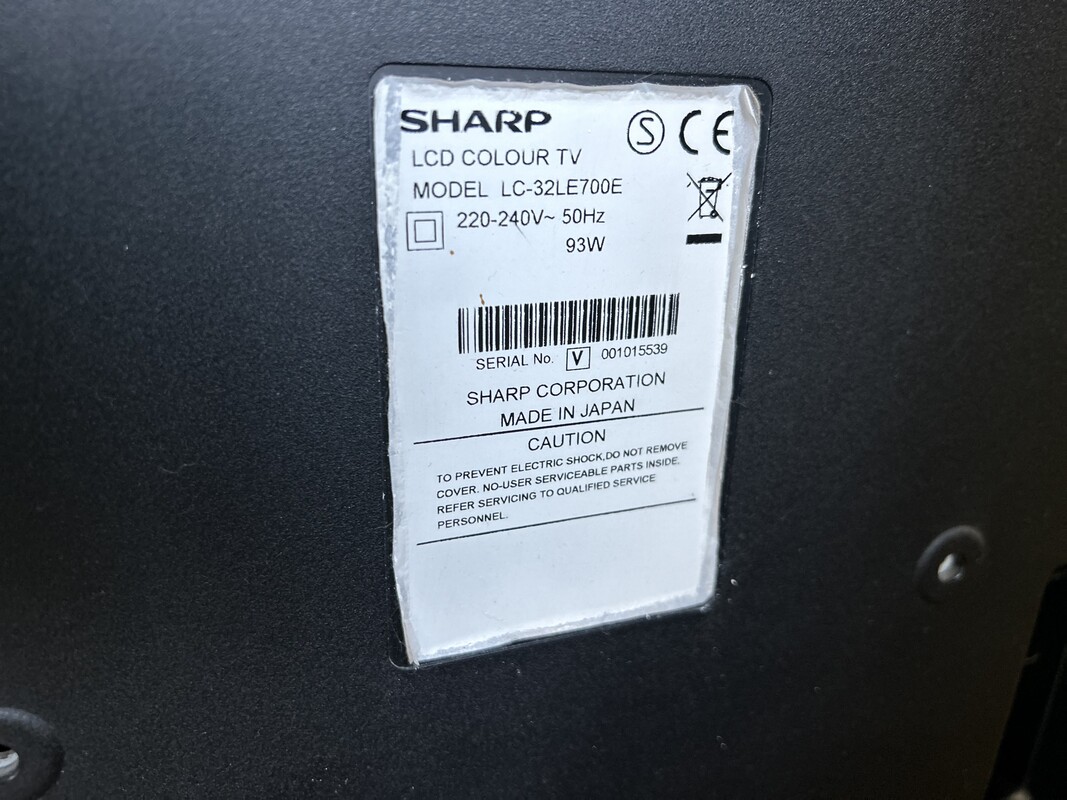 SHARP
S CE
LCD COLOUR TV
MODEL LC-32LE700E
220-240V~ 50Hz
93W
SERIAL No. V 001015539
SHARP CORPORATION
MADE IN JAPAN
CAUTION
TO PREVENT ELECTRIC SHOCK,DO NOT REMOVE
COVER. NO-USER SERVICEABLE PARTS INSIDE.
REFER SERVICING TO QUALIFIED SERVICE
PERSONNEL.